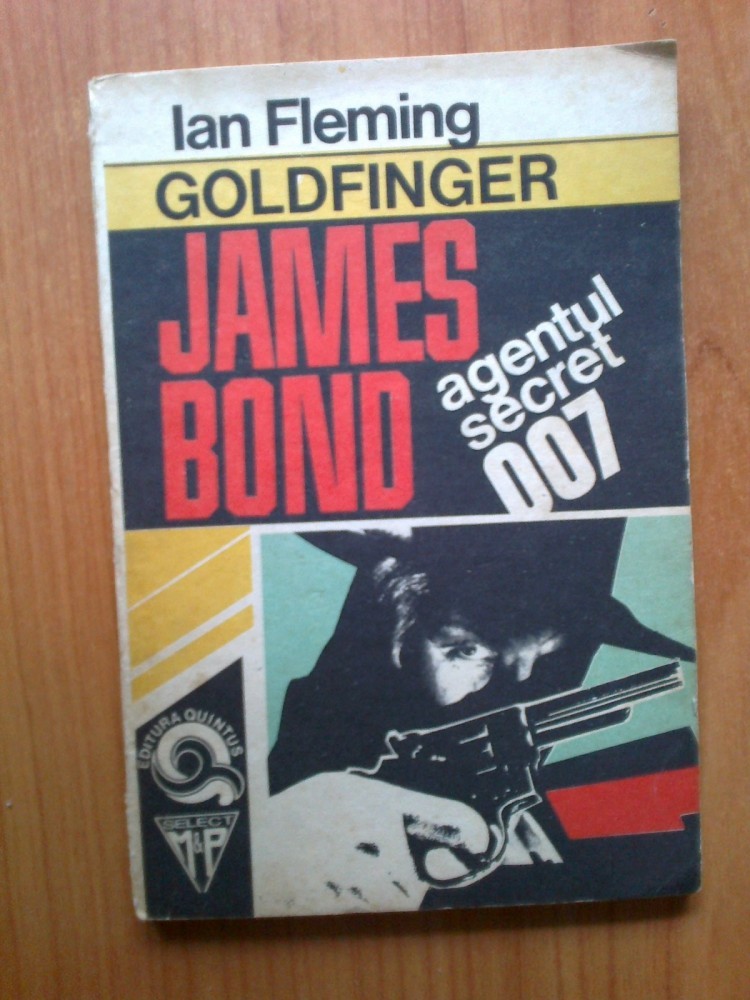 Ian Fleming
GOLDFINGER
JAMES
BOND
agentul
secret
007
EDITURA QUINTUS
SELECT
M&P